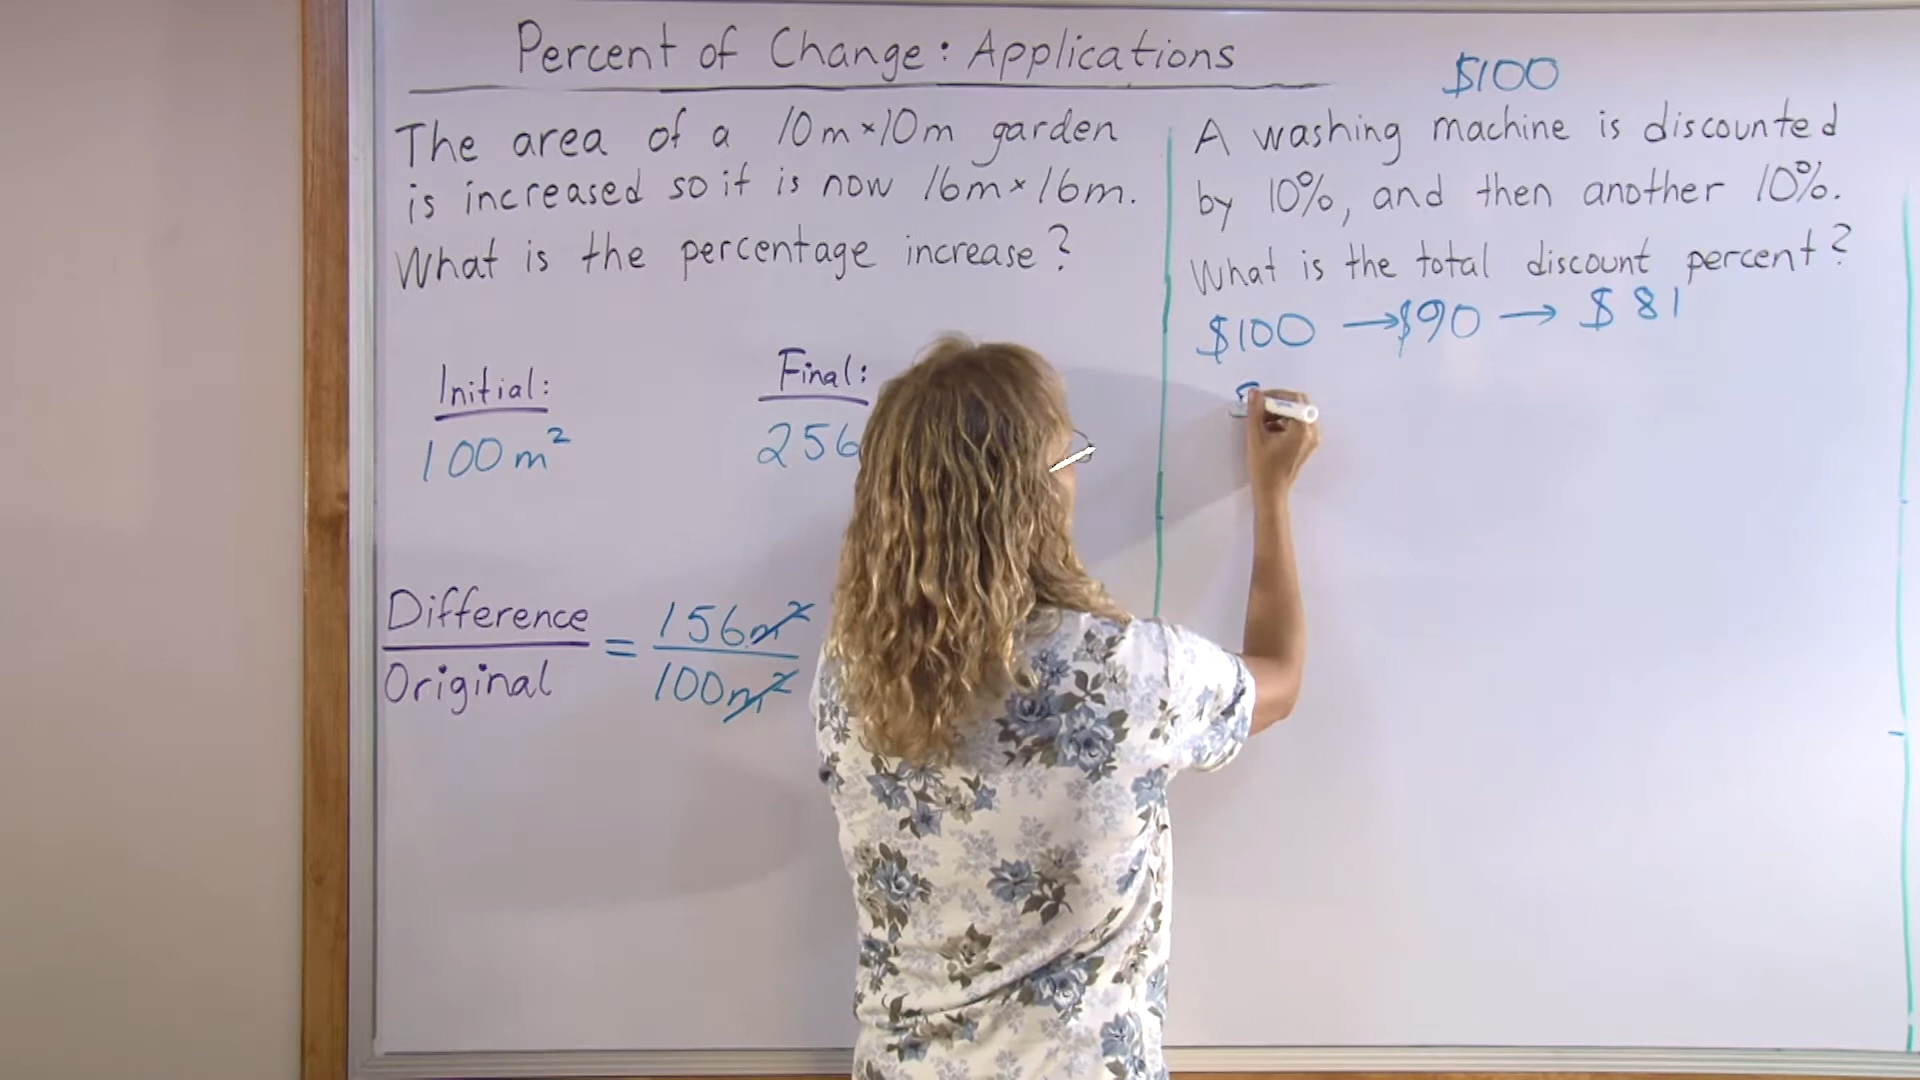 Percent of Change: Applications
The area of a 10m×10m garden
is increased so it is now 16m×16m.
What is the percentage increase?
Initial:
100m²
Final:
256
Difference
Original
=
156m²
100m²
$100
A washing machine is discounted
by 10%, and then another 10%.
What is the total discount percent?
$100 → $90 → $81